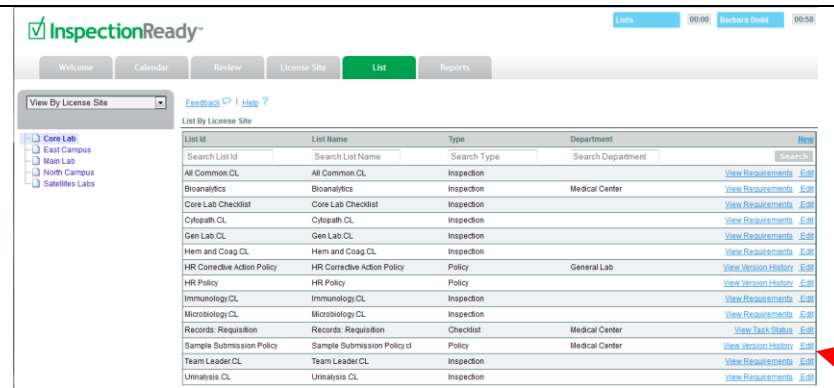 InspectionReady™
Lists 00:00 Barbara Dodd 00:58
Welcome Calendar Review License Site List Reports
View By License Site
Feedback | Help ?
List By License Site
Core Lab
East Campus
Main Lab
North Campus
Satellites Labs
List Id List Name Type Department New
Search List Id Search List Name Search Type Search Department Search
All Common.CL All Common.CL Inspection View Requirements Edit
Bioanalytics Bioanalytics Inspection Medical Center View Requirements Edit
Core Lab Checklist Core Lab Checklist Inspection View Requirements Edit
Cytopath.CL Cytopath.CL Inspection View Requirements Edit
Gen Lab.CL Gen Lab.CL Inspection View Requirements Edit
Hem and Coag.CL Hem and Coag.CL Inspection View Requirements Edit
HR Corrective Action Policy HR Corrective Action Policy Policy General Lab View Version History Edit
HR Policy HR Policy Policy View Version History Edit
Immunology.CL Immunology.CL Inspection View Requirements Edit
Microbiology.CL Microbiology.CL Inspection View Requirements Edit
Records: Requisition Records: Requisition Checklist Medical Center View Task Status Edit
Sample Submission Policy Sample Submission Policy.cl Policy Medical Center View Version History Edit
Team Leader.CL Team Leader.CL Inspection View Requirements Edit
Urinalysis.CL Urinalysis.CL Inspection View Requirements Edit